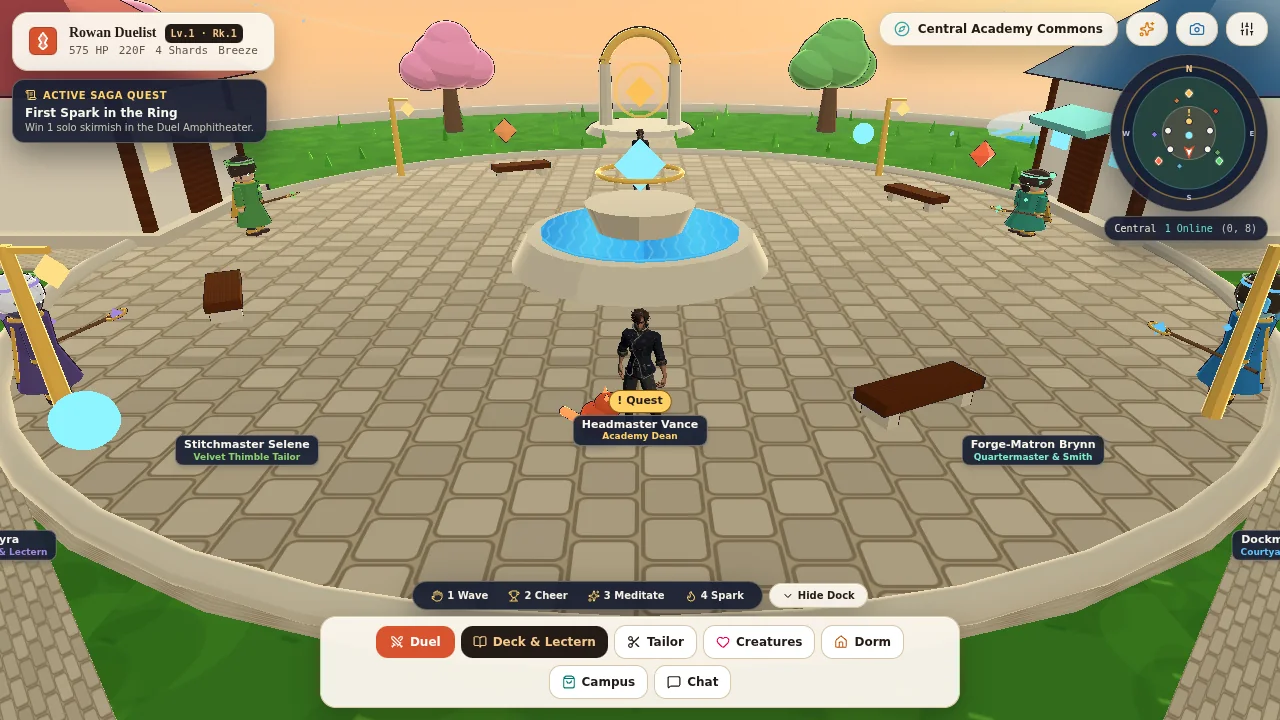 Rowan Duelist Lv.1 · Rk.1
575 HP 220F 4 Shards Breeze
ACTIVE SAGA QUEST
First Spark in the Ring
Win 1 solo skirmish in the Duel Amphitheater.
Central Academy Commons
N
W
E
S
Central 1 Online (0, 8)
! Quest
Headmaster Vance
Academy Dean
Stitchmaster Selene
Velvet Thimble Tailor
Forge-Matron Brynn
Quartermaster & Smith
yra
& Lectern
Dockm
Courtya
1 Wave 2 Cheer 3 Meditate 4 Spark Hide Dock
Duel Deck & Lectern Tailor Creatures Dorm
Campus Chat